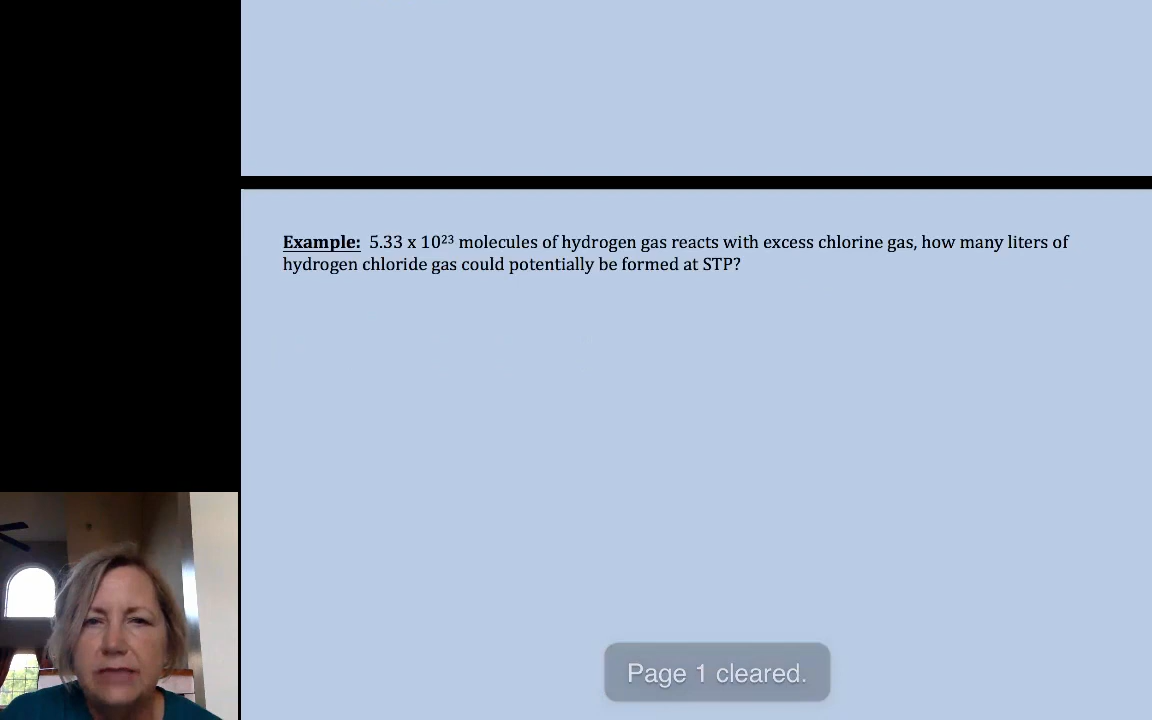 Example: 5.33 x 10²³ molecules of hydrogen gas reacts with excess chlorine gas, how many liters of
hydrogen chloride gas could potentially be formed at STP?
Page 1 cleared.